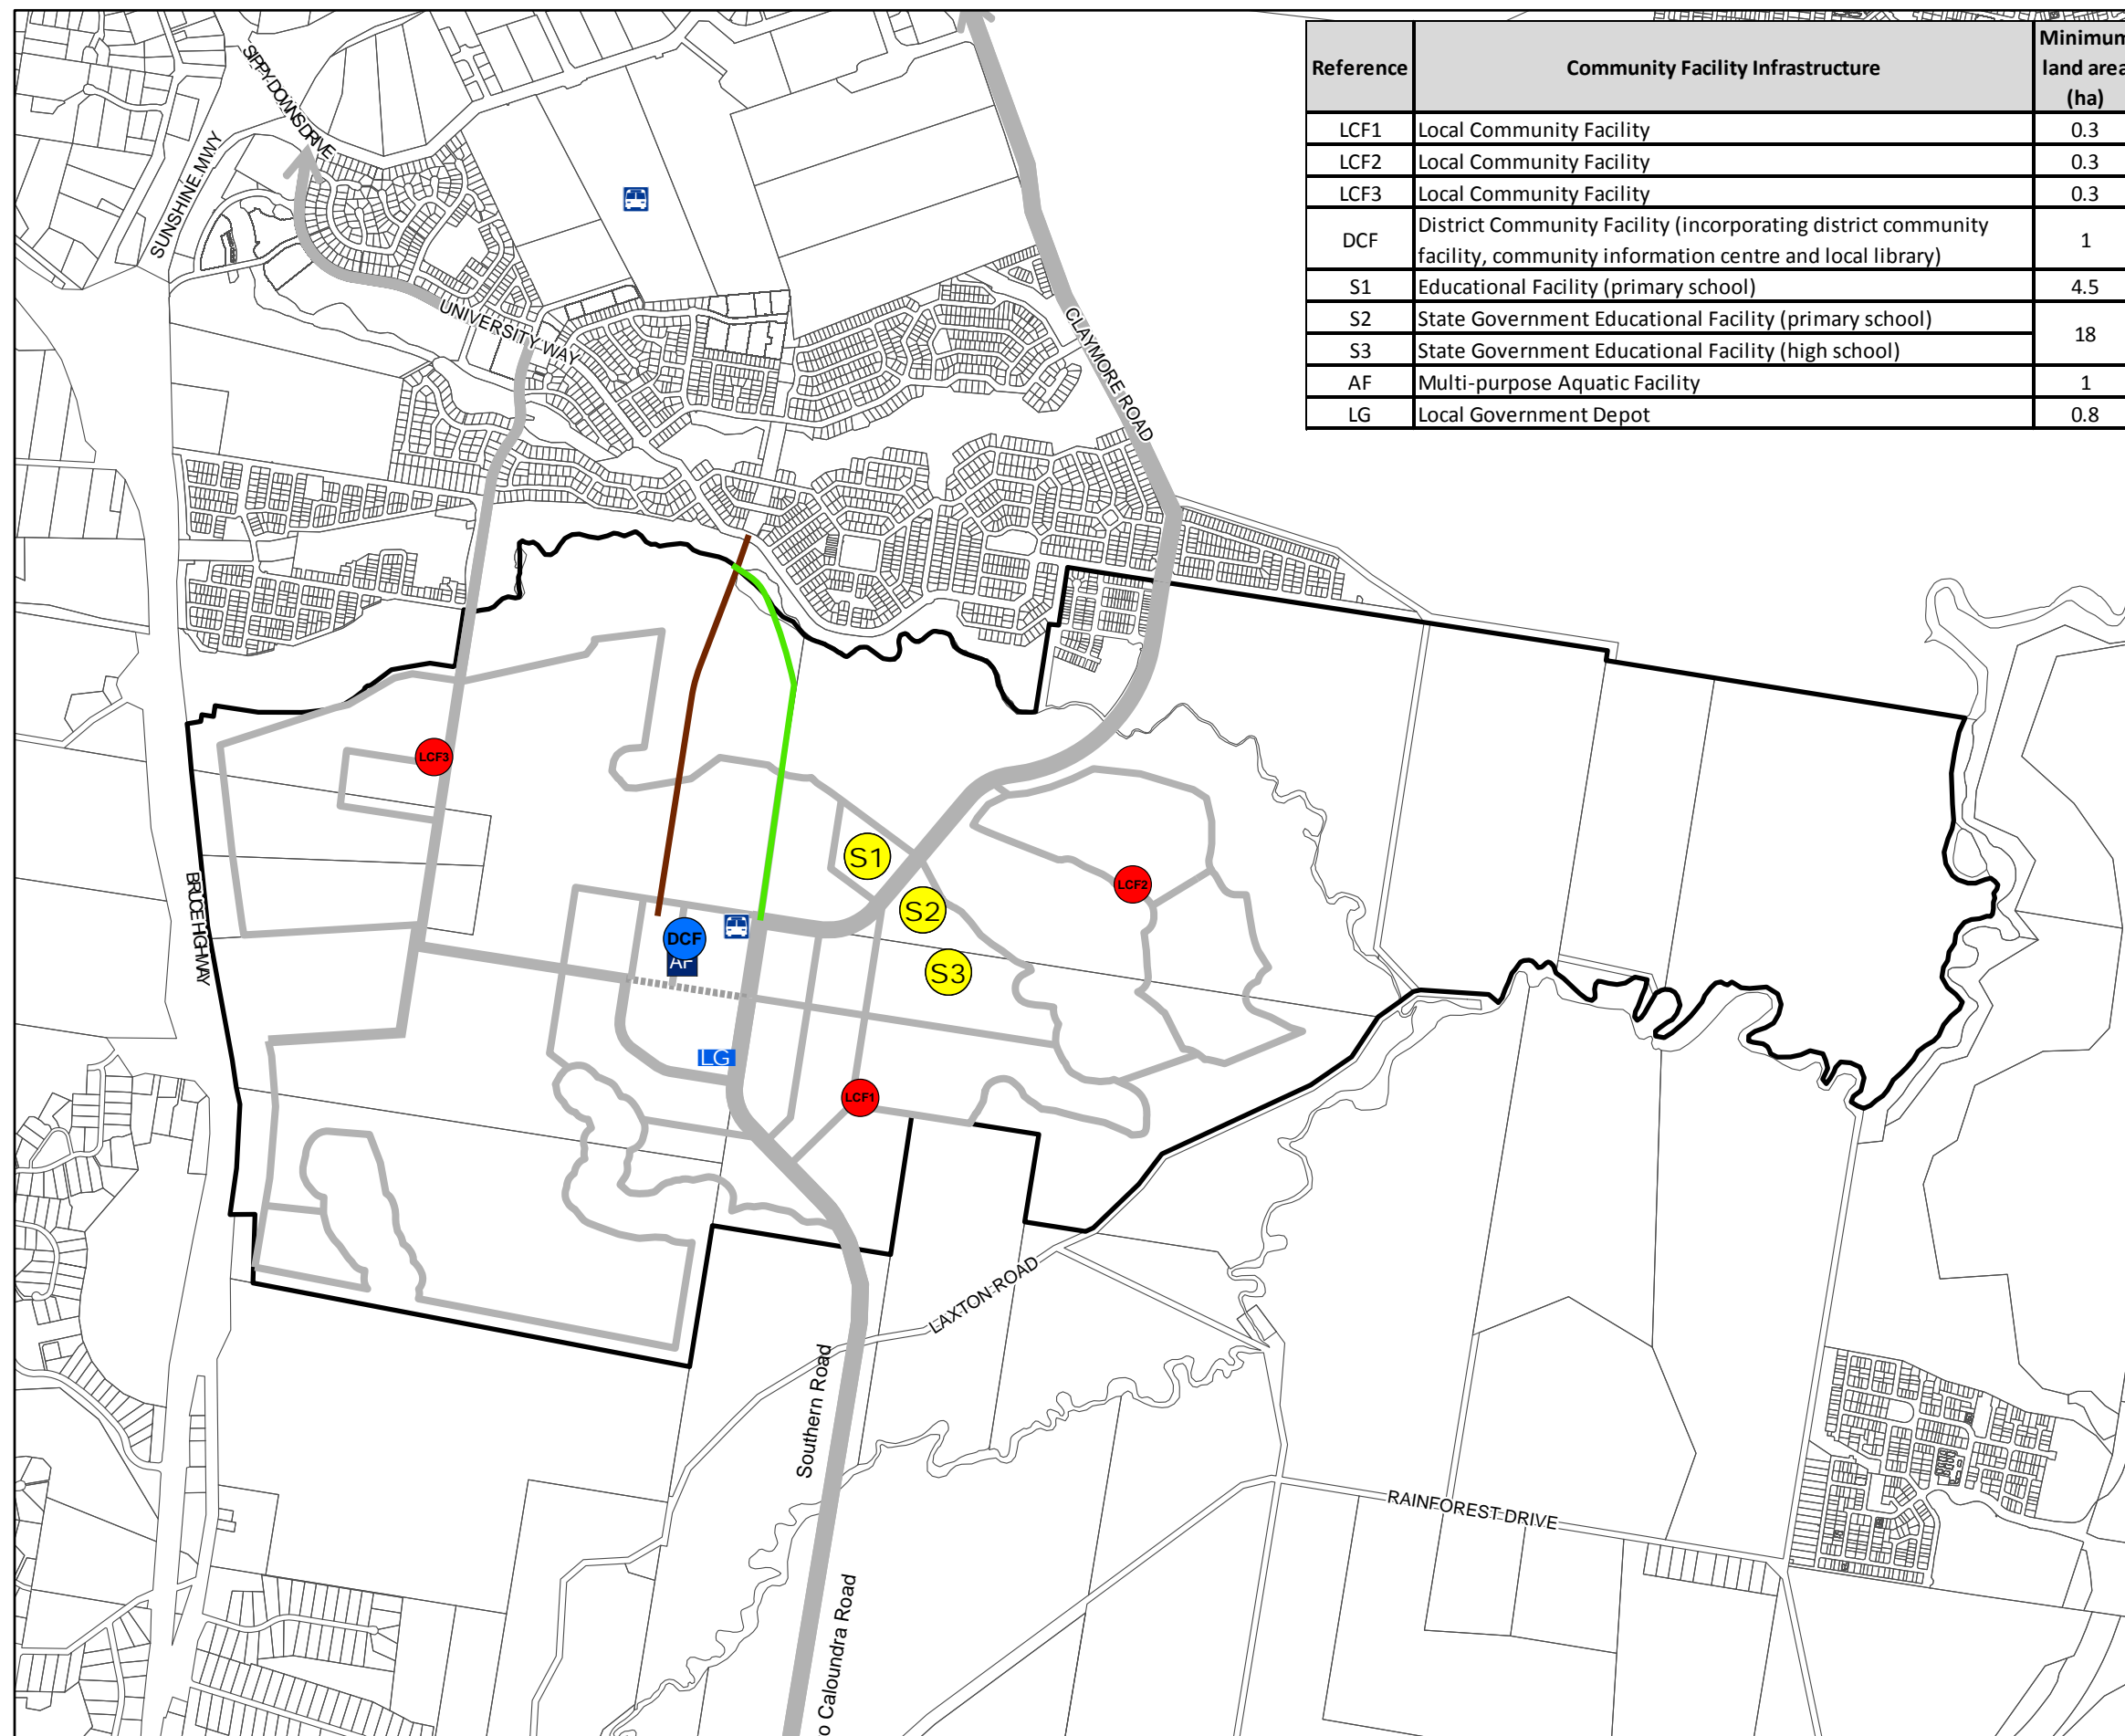 Reference Community Facility Infrastructure Minimum land area (ha)
LCF1 Local Community Facility 0.3
LCF2 Local Community Facility 0.3
LCF3 Local Community Facility 0.3
DCF District Community Facility (incorporating district community
facility, community information centre and local library) 1
S1 Educational Facility (primary school) 4.5
S2 State Government Educational Facility (primary school) 18
S3 State Government Educational Facility (high school)
AF Multi-purpose Aquatic Facility 1
LG Local Government Depot 0.8
SIPPY DOWNS DRIVE
SUNSHINE MWY
UNIVERSITY WAY
CLAYMORE ROAD
LCF3
S1
LCF2
S2
BRUCE HIGHWAY
DCF
AF
S3
LG
LCF1
LAXTON ROAD
Southern Road
RAINFOREST DRIVE
o Caloundra Road